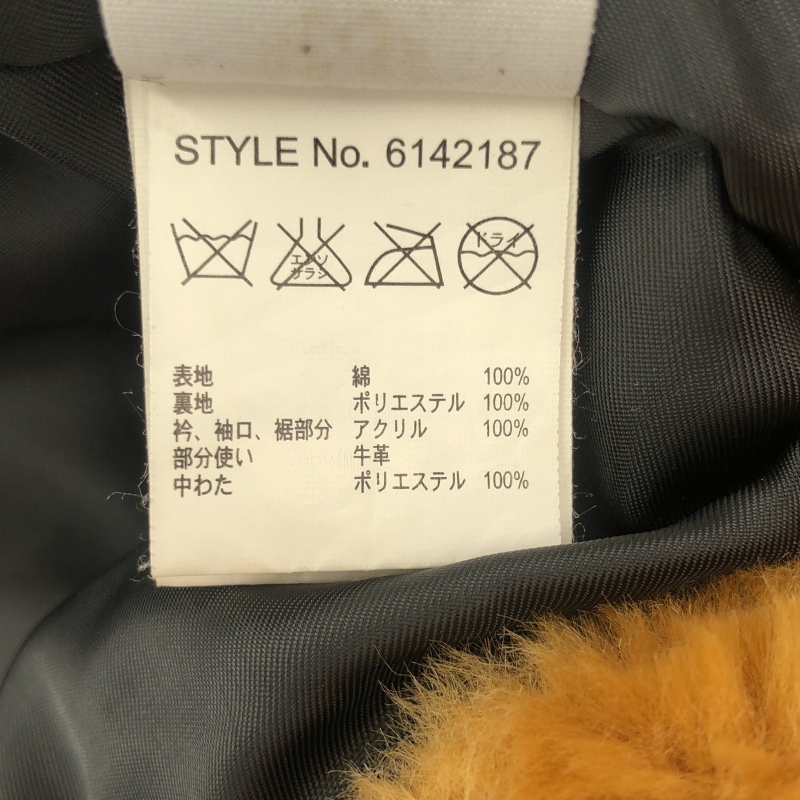 STYLE No. 6142187
エンソ ドライ
サラシ
表地 綿 100%
裏地 ポリエステル 100%
衿、袖口、裾部分 アクリル 100%
部分使い 牛革
中わた ポリエステル 100%